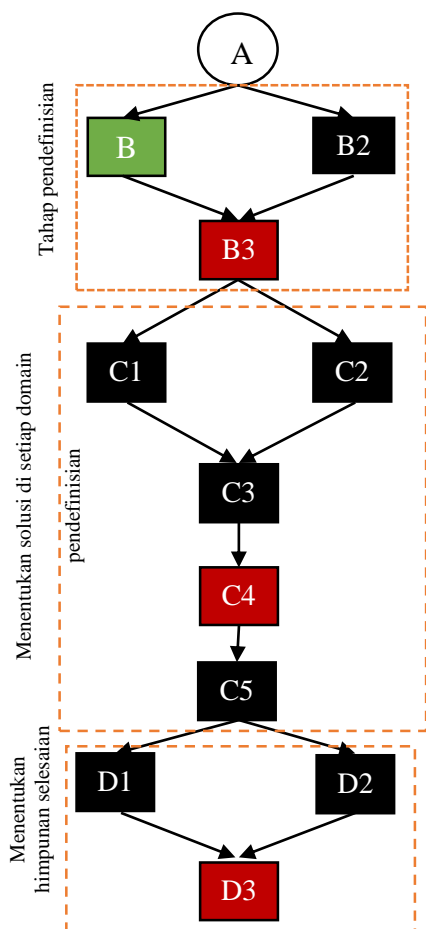 A
Tahap pendefinisian
B
B2
B3
Menentukan solusi di setiap domain
pendefinisian
C1
C2
C3
C4
C5
Menentukan
himpunan selesaian
D1
D2
D3